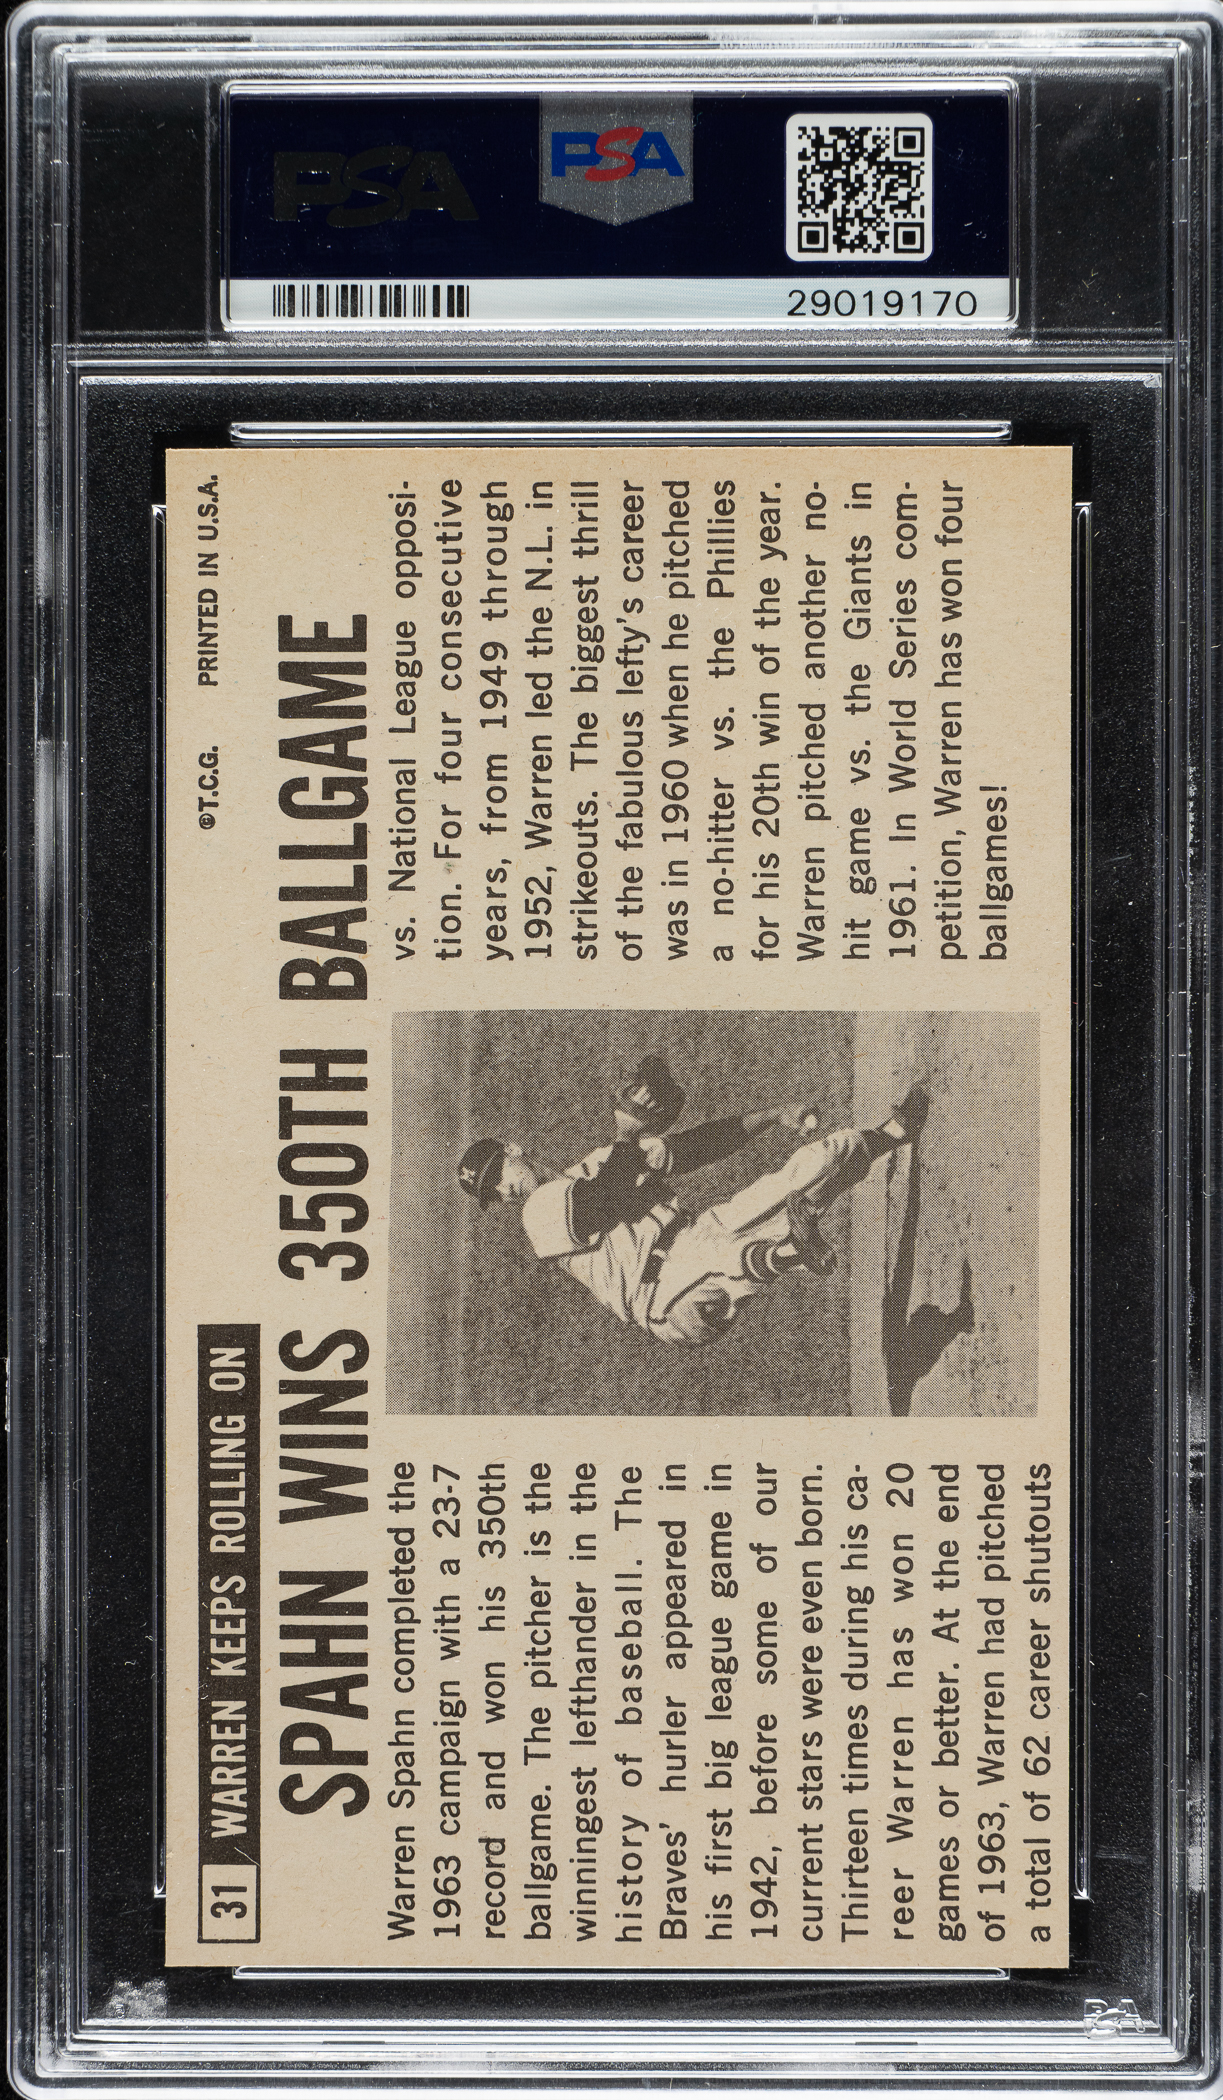 PSA
PSA
29019170
31 WARREN KEEPS ROLLING ON
©T.C.G. PRINTED IN U.S.A.
SPAHN WINS 350TH BALLGAME
Warren Spahn completed the
1963 campaign with a 23-7
record and won his 350th
ballgame. The pitcher is the
winningest lefthander in the
history of baseball. The
Braves' hurler appeared in
his first big league game in
1942, before some of our
current stars were even born.
Thirteen times during his ca-
reer Warren has won 20
games or better. At the end
of 1963, Warren had pitched
a total of 62 career shutouts
M
vs. National League opposi-
tion. For four consecutive
years, from 1949 through
1952, Warren led the N.L. in
strikeouts. The biggest thrill
of the fabulous lefty's career
was in 1960 when he pitched
a no-hitter vs. the Phillies
for his 20th win of the year.
Warren pitched another no-
hit game vs. the Giants in
1961. In World Series com-
petition, Warren has won four
ballgames!
PSA